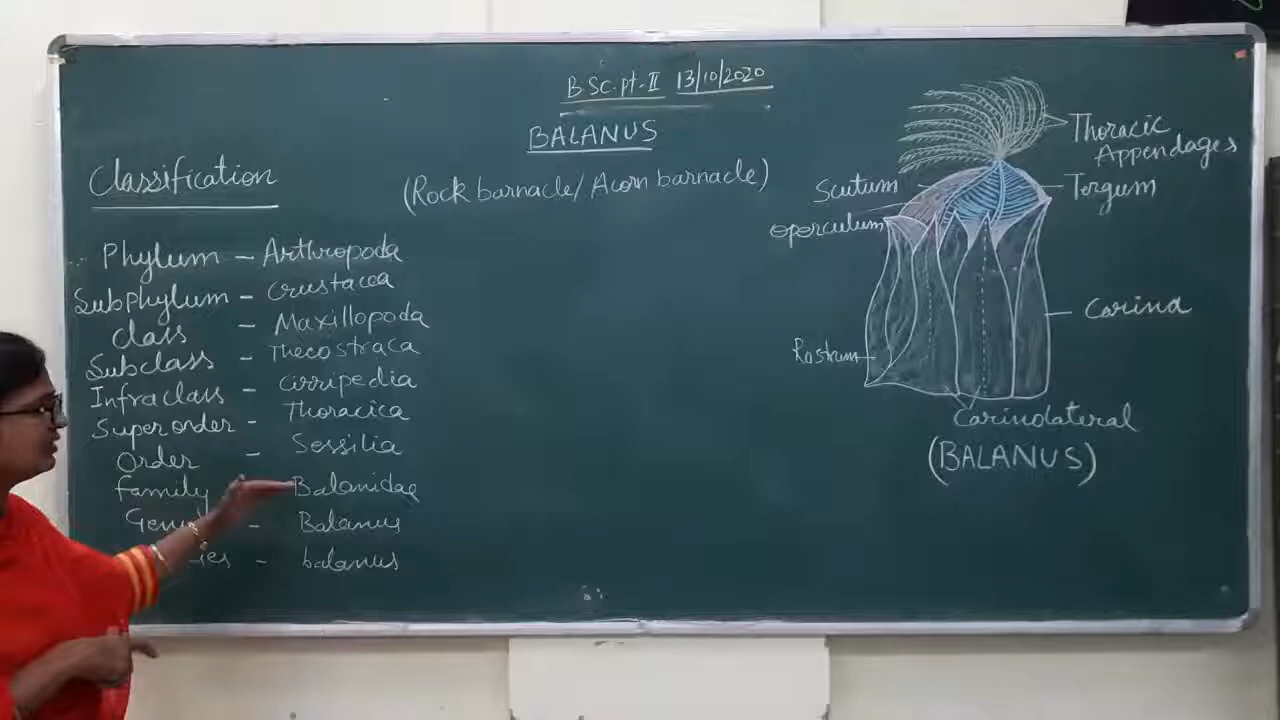 B.Sc.pt-II 13/10/2020
BALANUS
(Rock barnacle/Acorn barnacle)
Classification
Phylum – Arthropoda
Subphylum – Crustacea
Class – Maxillopoda
Subclass – Thecostraca
Infraclass – Cirripedia
Superorder – Thoracica
Order – Sessilia
family Balanidae
Genus – Balanus
– balanus
Thoracic
Appendages
Scutum
Tergum
operculum
Carina
Rostrum
Carinolateral
(BALANUS)